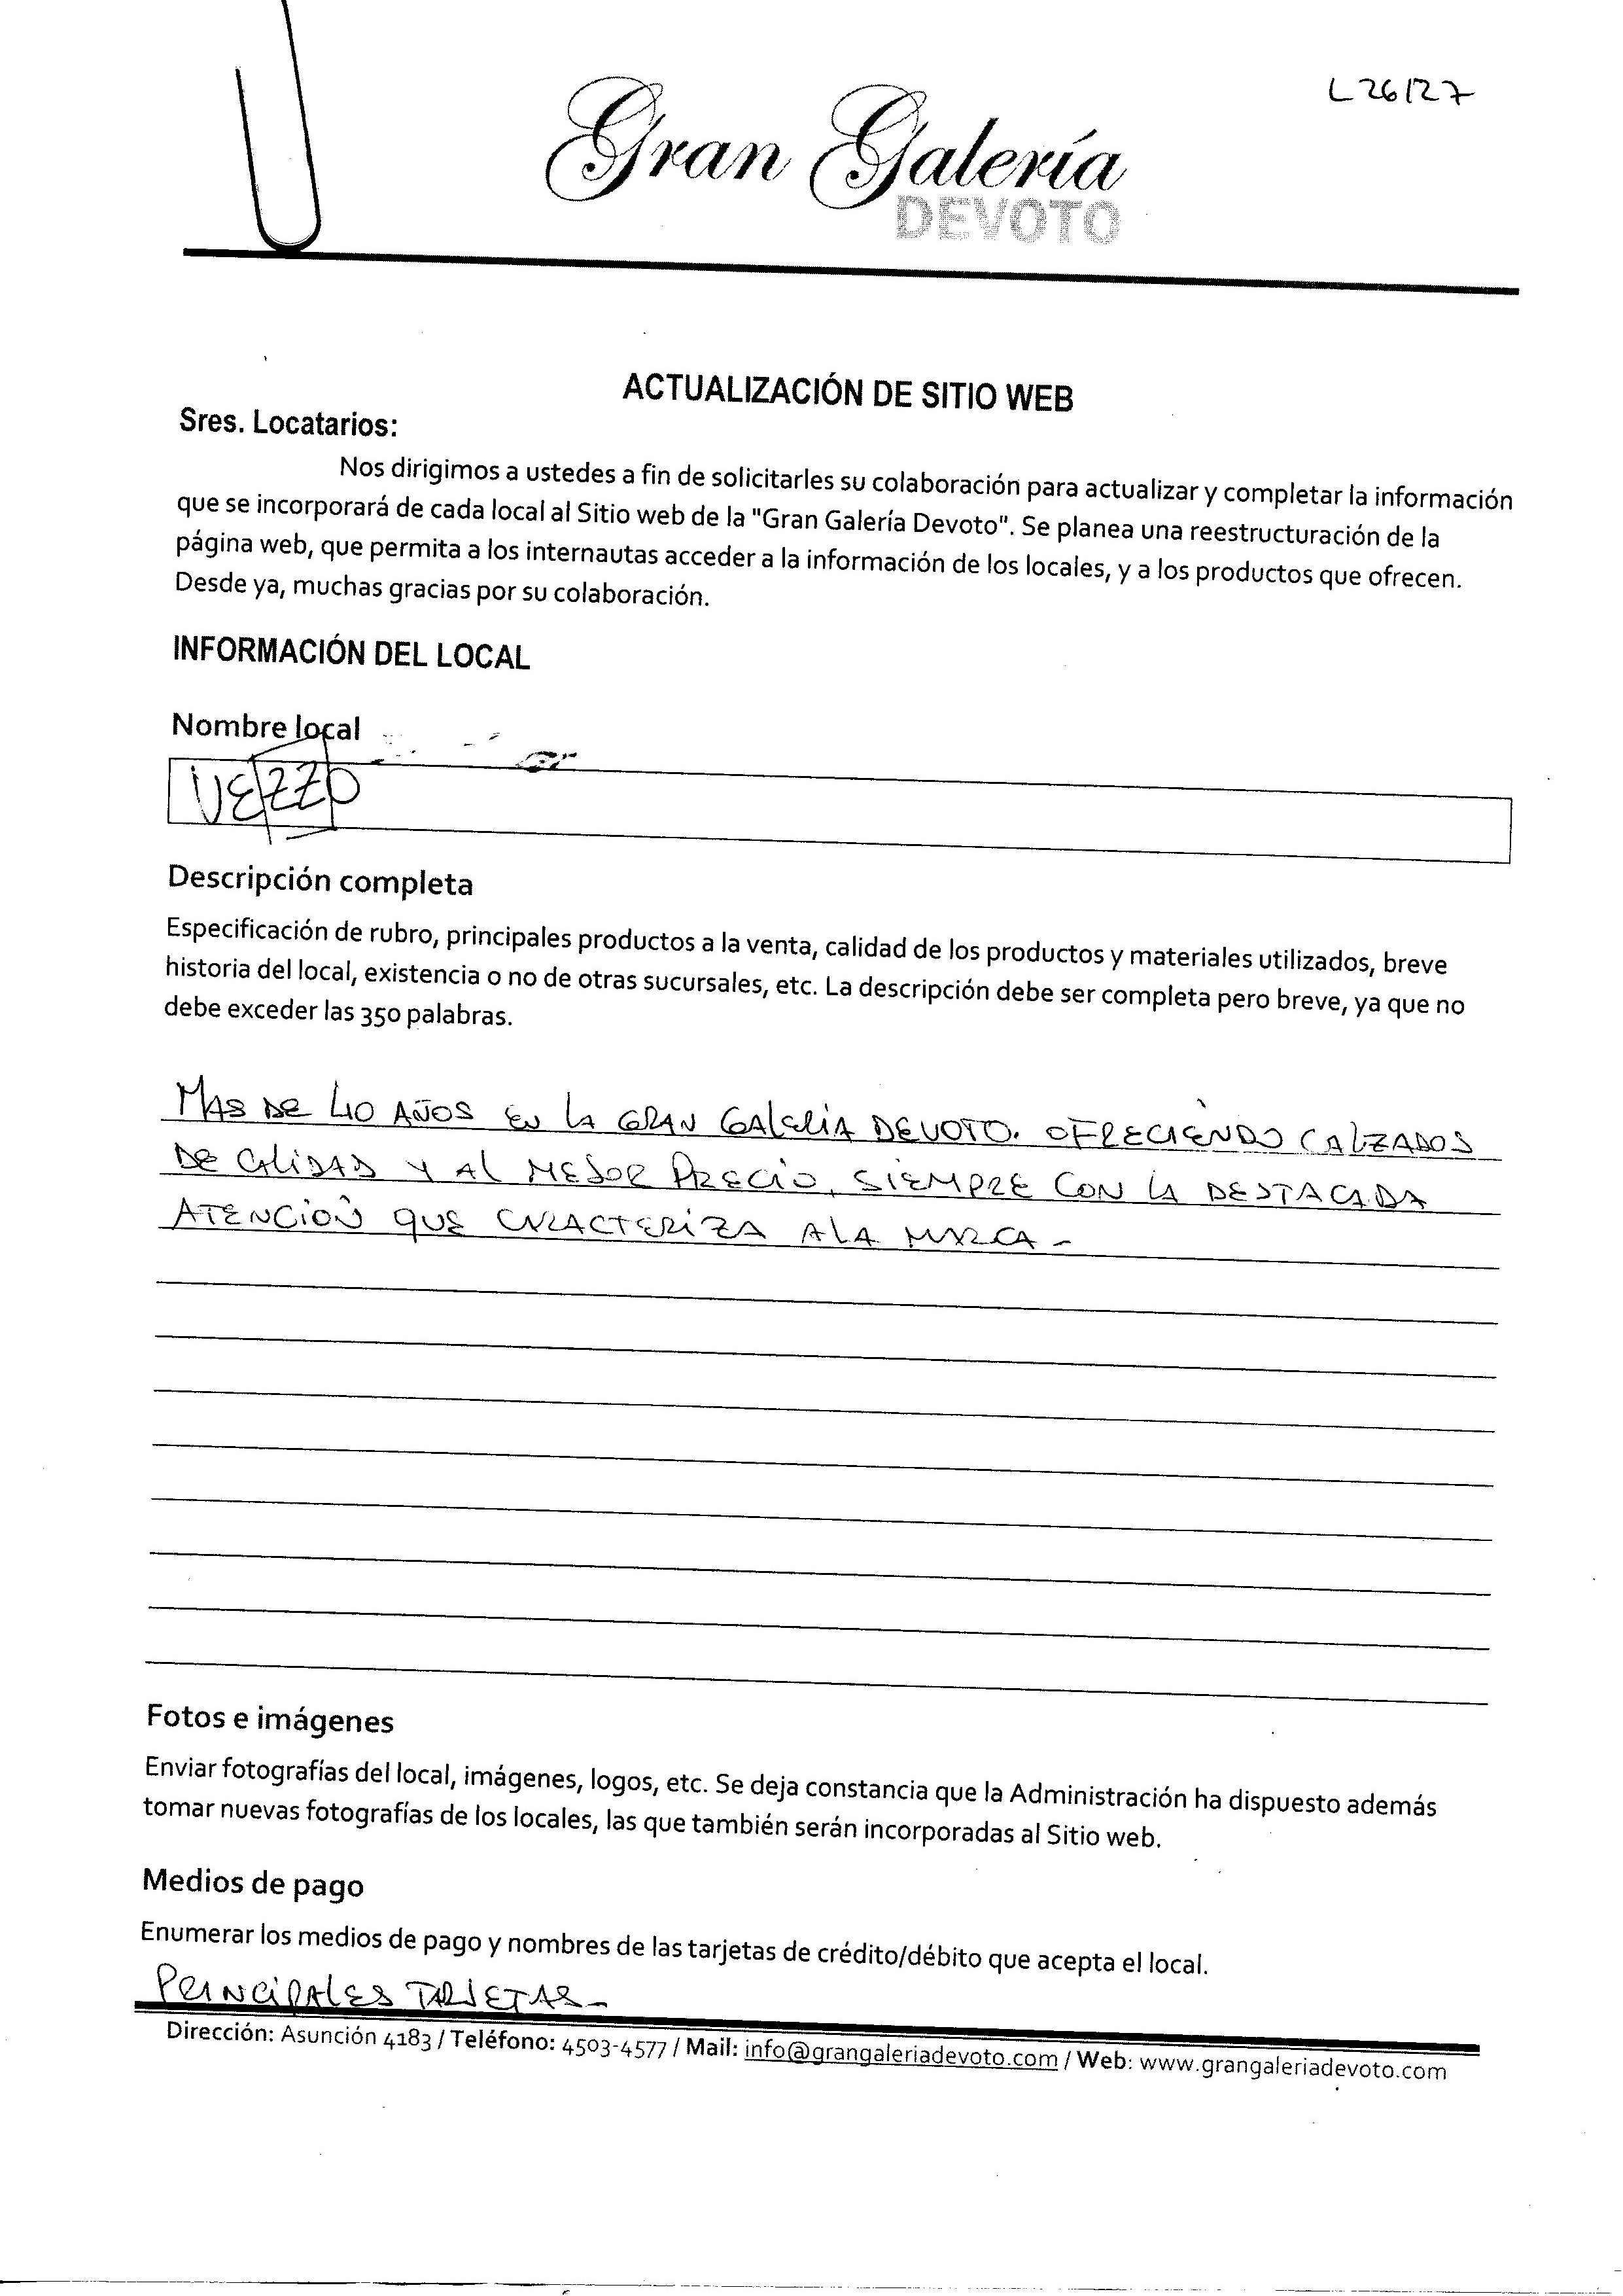 L 26/27
Gran Galería
DEVOTO
ACTUALIZACIÓN DE SITIO WEB
Sres. Locatarios:
Nos dirigimos a ustedes a fin de solicitarles su colaboración para actualizar y completar la información
que se incorporará de cada local al Sitio web de la "Gran Galería Devoto". Se planea una reestructuración de la
página web, que permita a los internautas acceder a la información de los locales, y a los productos que ofrecen.
Desde ya, muchas gracias por su colaboración.
INFORMACIÓN DEL LOCAL
Nombre local
VEZZO
Descripción completa
Especificación de rubro, principales productos a la venta, calidad de los productos y materiales utilizados, breve
historia del local, existencia o no de otras sucursales, etc. La descripción debe ser completa pero breve, ya que no
debe exceder las 350 palabras.
MAS DE 40 AÑOS EN LA GRAN GALERIA DEVOTO. OFRECIENDO CALZADOS
DE CALIDAD Y AL MEJOR PRECIO, SIEMPRE CON LA DESTACADA
ATENCIÓN QUE CARACTERIZA A LA MARCA -
Fotos e imágenes
Enviar fotografías del local, imágenes, logos, etc. Se deja constancia que la Administración ha dispuesto además
tomar nuevas fotografías de los locales, las que también serán incorporadas al Sitio web.
Medios de pago
Enumerar los medios de pago y nombres de las tarjetas de crédito/débito que acepta el local.
PRINCIPALES TARJETAS -
Dirección: Asunción 4183 / Teléfono: 4503-4577 / Mail: info@grangaleriadevoto.com / Web: www.grangaleriadevoto.com